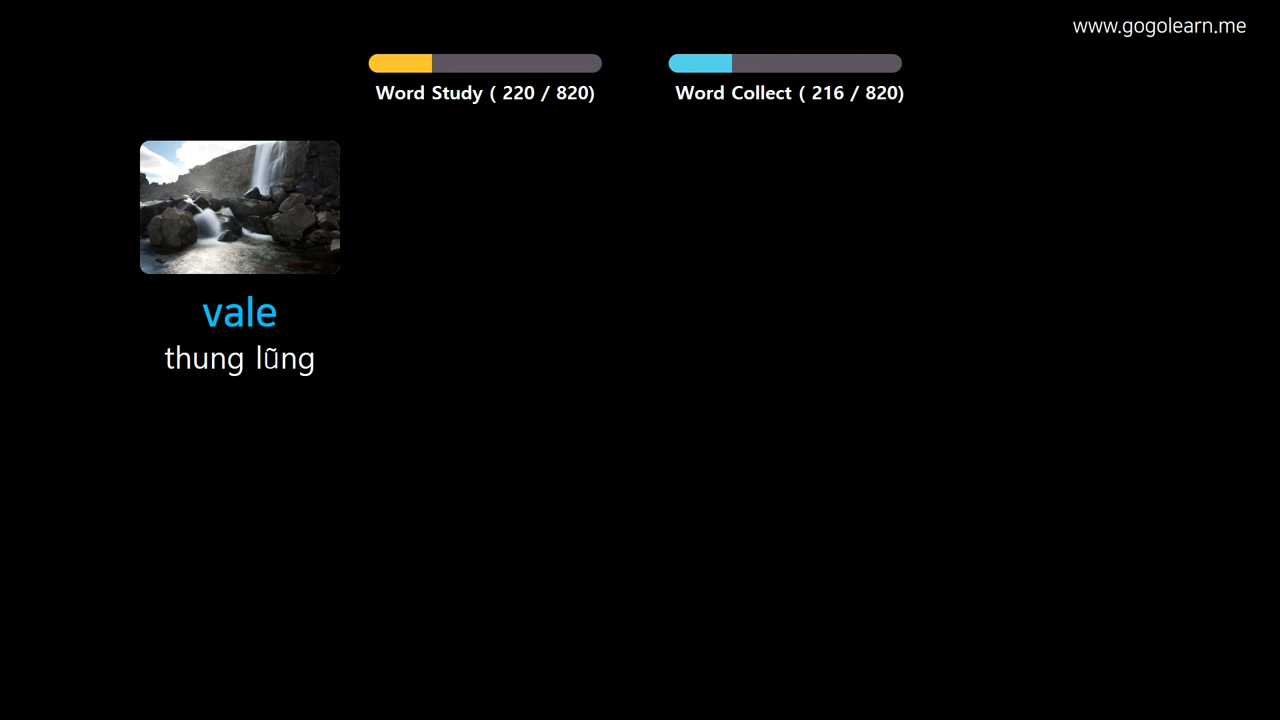 www.gogolearn.me
Word Study ( 220 / 820)
Word Collect ( 216 / 820)
vale
thung lũng